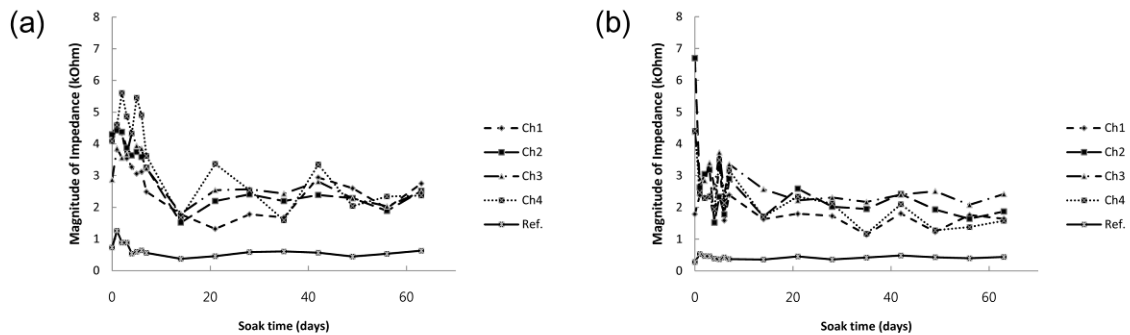 (a)
Magnitude of Impedance (kOhm)
8
7
6
5
4
3
2
1
0
0
20
40
60
Soak time (days)
Ch1
Ch2
Ch3
Ch4
Ref.
(b)
Magnitude of Impedance (kOhm)
8
7
6
5
4
3
2
1
0
0
20
40
60
Soak time (days)
Ch1
Ch2
Ch3
Ch4
Ref.